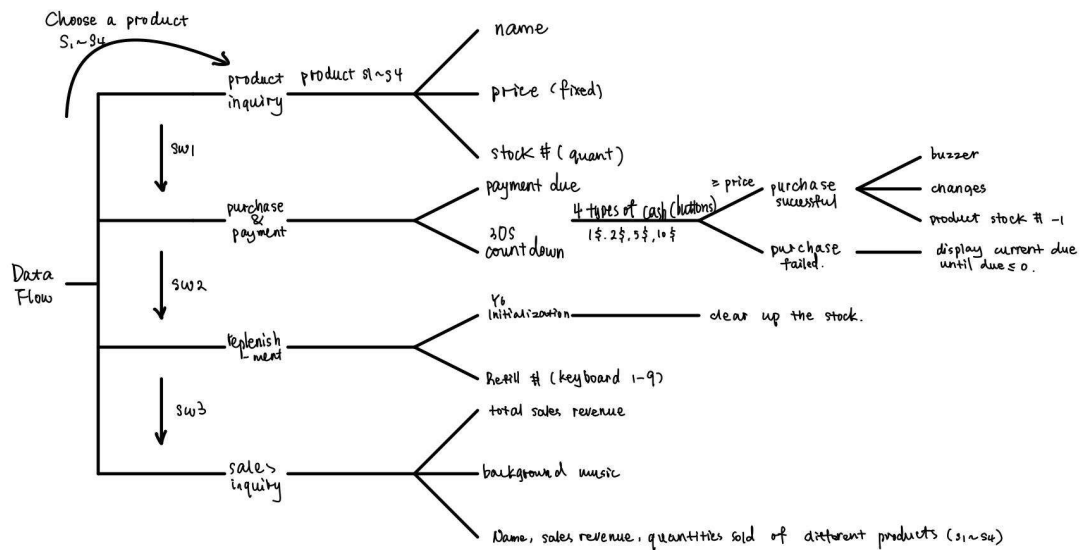 Choose a product
S1~S4
product
inquiry
product s1~s4
name
price (fixed)
stock # (quant)
SW1
purchase
&
payment
payment due
30S
countdown
4 types of cash (buttons)
1$. 2$, 5$, 10$
≥ price
purchase
sucessful
buzzer
changes
product stock # -1
purchase
failed.
display current due
until due ≤ 0.
Data
Flow
SW2
replenish
-ment
Y6
Initialization
clear up the stock.
Refill # (keyboard 1-9)
SW3
sales
inquiry
total sales revenue
background music
Name, sales revenue, quantities sold of different products (s1~s4)